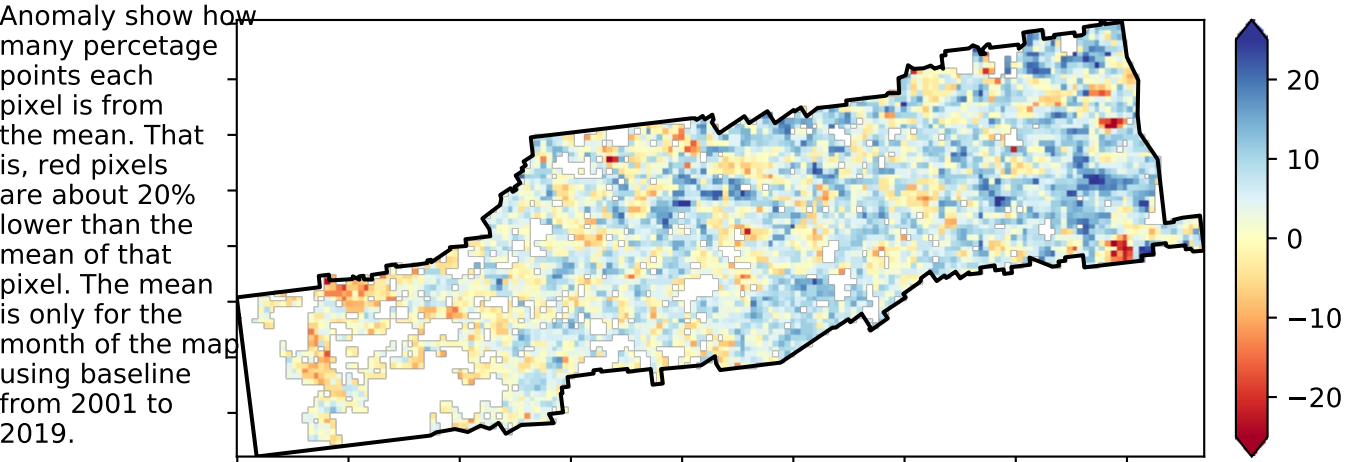 Anomaly show how
many percetage
points each
pixel is from
the mean. That
is, red pixels
are about 20%
lower than the
mean of that
pixel. The mean
is only for the
month of the map
using baseline
from 2001 to
2019.
20
10
0
−10
−20